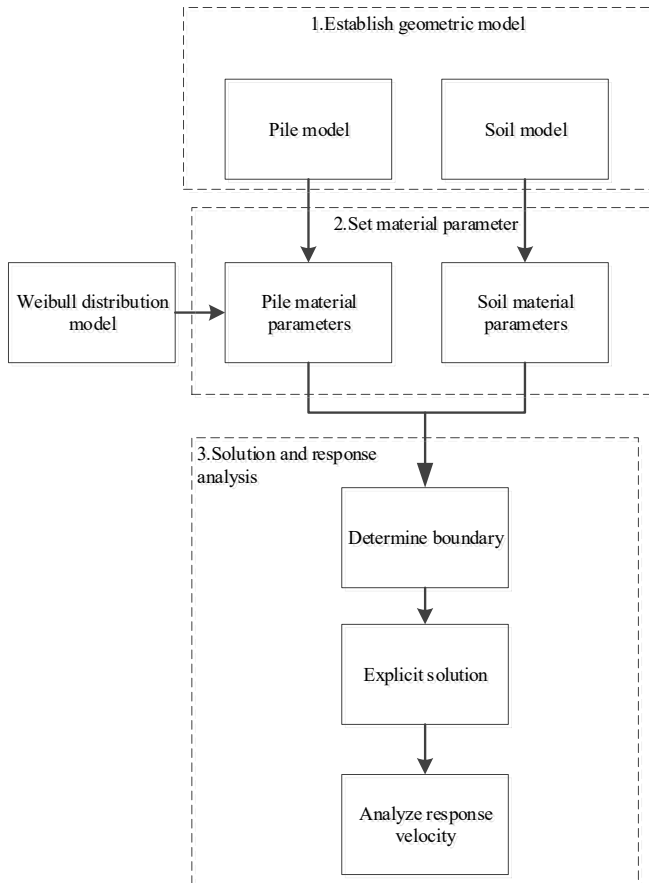 1.Establish geometric model
Pile model
Soil model
2.Set material parameter
Weibull distribution
model
Pile material
parameters
Soil material
parameters
3.Solution and response
analysis
Determine boundary
Explicit solution
Analyze response
velocity